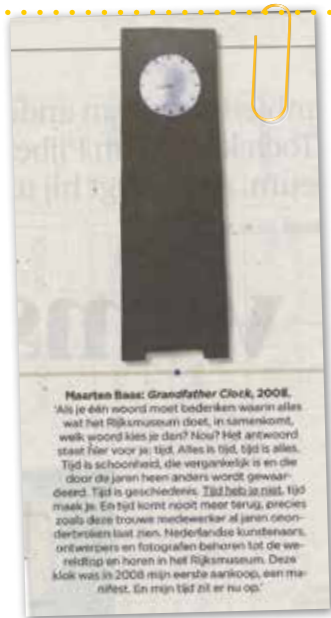 Maarten Baas: Grandfather Clock, 2008.
'Als je één woord moet bedenken waarin alles
wat het Rijksmuseum doet, in samenkomt,
welk woord kies je dan? Nou? Het antwoord
staat hier voor je: tijd. Alles is tijd, tijd is alles.
Tijd is schoonheid, die vergankelijk is en die
door de jaren heen anders wordt gewaar-
deerd. Tijd is geschiedenis. Tijd heb je niet, tijd
maak je. En tijd komt nooit meer terug, precies
zoals deze trouwe medewerker al jaren onon-
derbroken laat zien. Nederlandse kunstenaars,
ontwerpers en fotografen behoren tot de we-
reldtop en horen in het Rijksmuseum. Deze
klok was in 2008 mijn eerste aankoop, een ma-
nifest. En mijn tijd zit er nu op.'